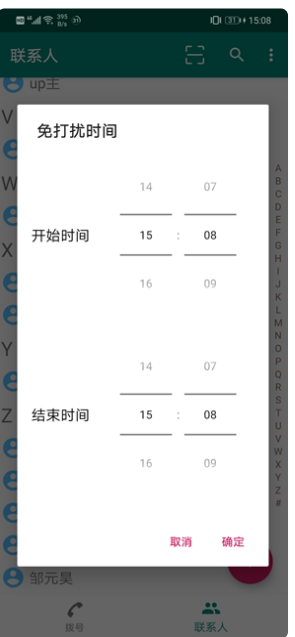 395 B/s 31 15:08
联系人
up主
V
免打扰时间
W
14 07
开始时间 15 : 08
X
16 09
Y
14 07
Z
结束时间 15 : 08
16 09
取消 确定
邹元昊
拨号 联系人
A
B
C
D
E
F
G
H
I
J
K
L
M
N
O
P
Q
R
S
T
U
V
W
X
Y
Z
#